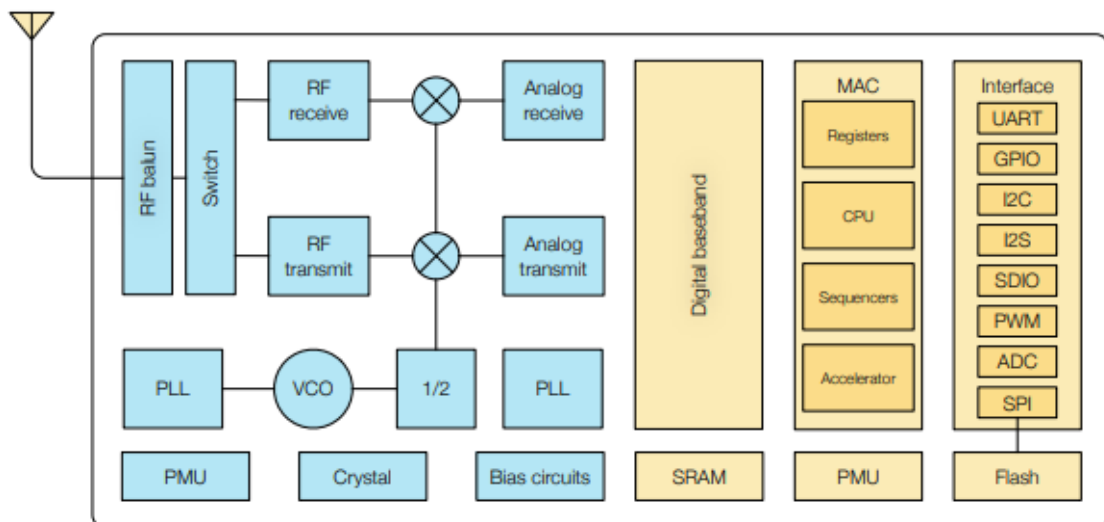 RF balun
Switch
RF
receive
Analog
receive
RF
transmit
Analog
transmit
PLL
VCO
1/2
PLL
PMU
Crystal
Bias circuits
Digital baseband
SRAM
MAC
Registers
CPU
Sequencers
Accelerator
PMU
Interface
UART
GPIO
I2C
I2S
SDIO
PWM
ADC
SPI
Flash